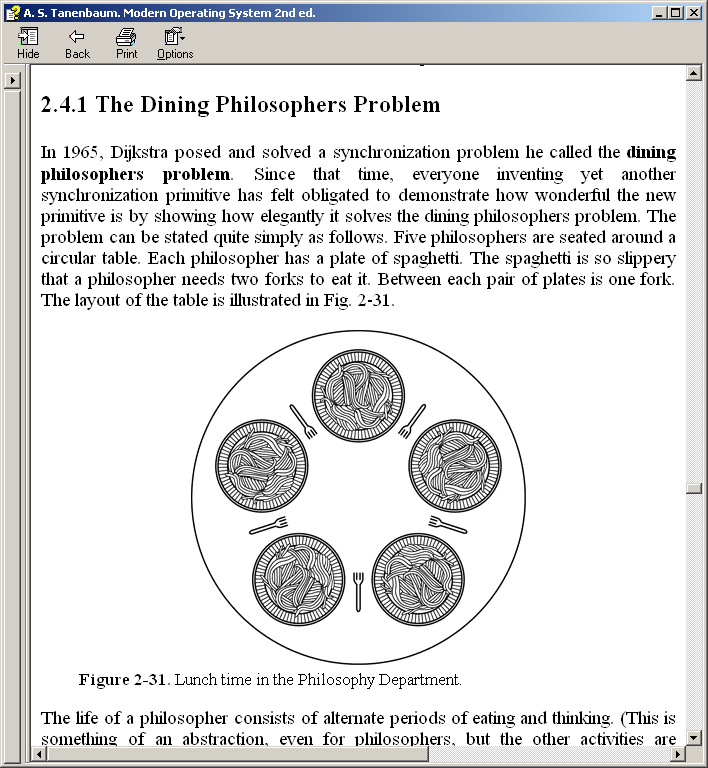 A. S. Tanenbaum. Modern Operating System 2nd ed.
Hide Back Print Options
2.4.1 The Dining Philosophers Problem
In 1965, Dijkstra posed and solved a synchronization problem he called the dining
philosophers problem. Since that time, everyone inventing yet another
synchronization primitive has felt obligated to demonstrate how wonderful the new
primitive is by showing how elegantly it solves the dining philosophers problem. The
problem can be stated quite simply as follows. Five philosophers are seated around a
circular table. Each philosopher has a plate of spaghetti. The spaghetti is so slippery
that a philosopher needs two forks to eat it. Between each pair of plates is one fork.
The layout of the table is illustrated in Fig. 2-31.
Figure 2-31. Lunch time in the Philosophy Department.
The life of a philosopher consists of alternate periods of eating and thinking. (This is
something of an abstraction, even for philosophers, but the other activities are